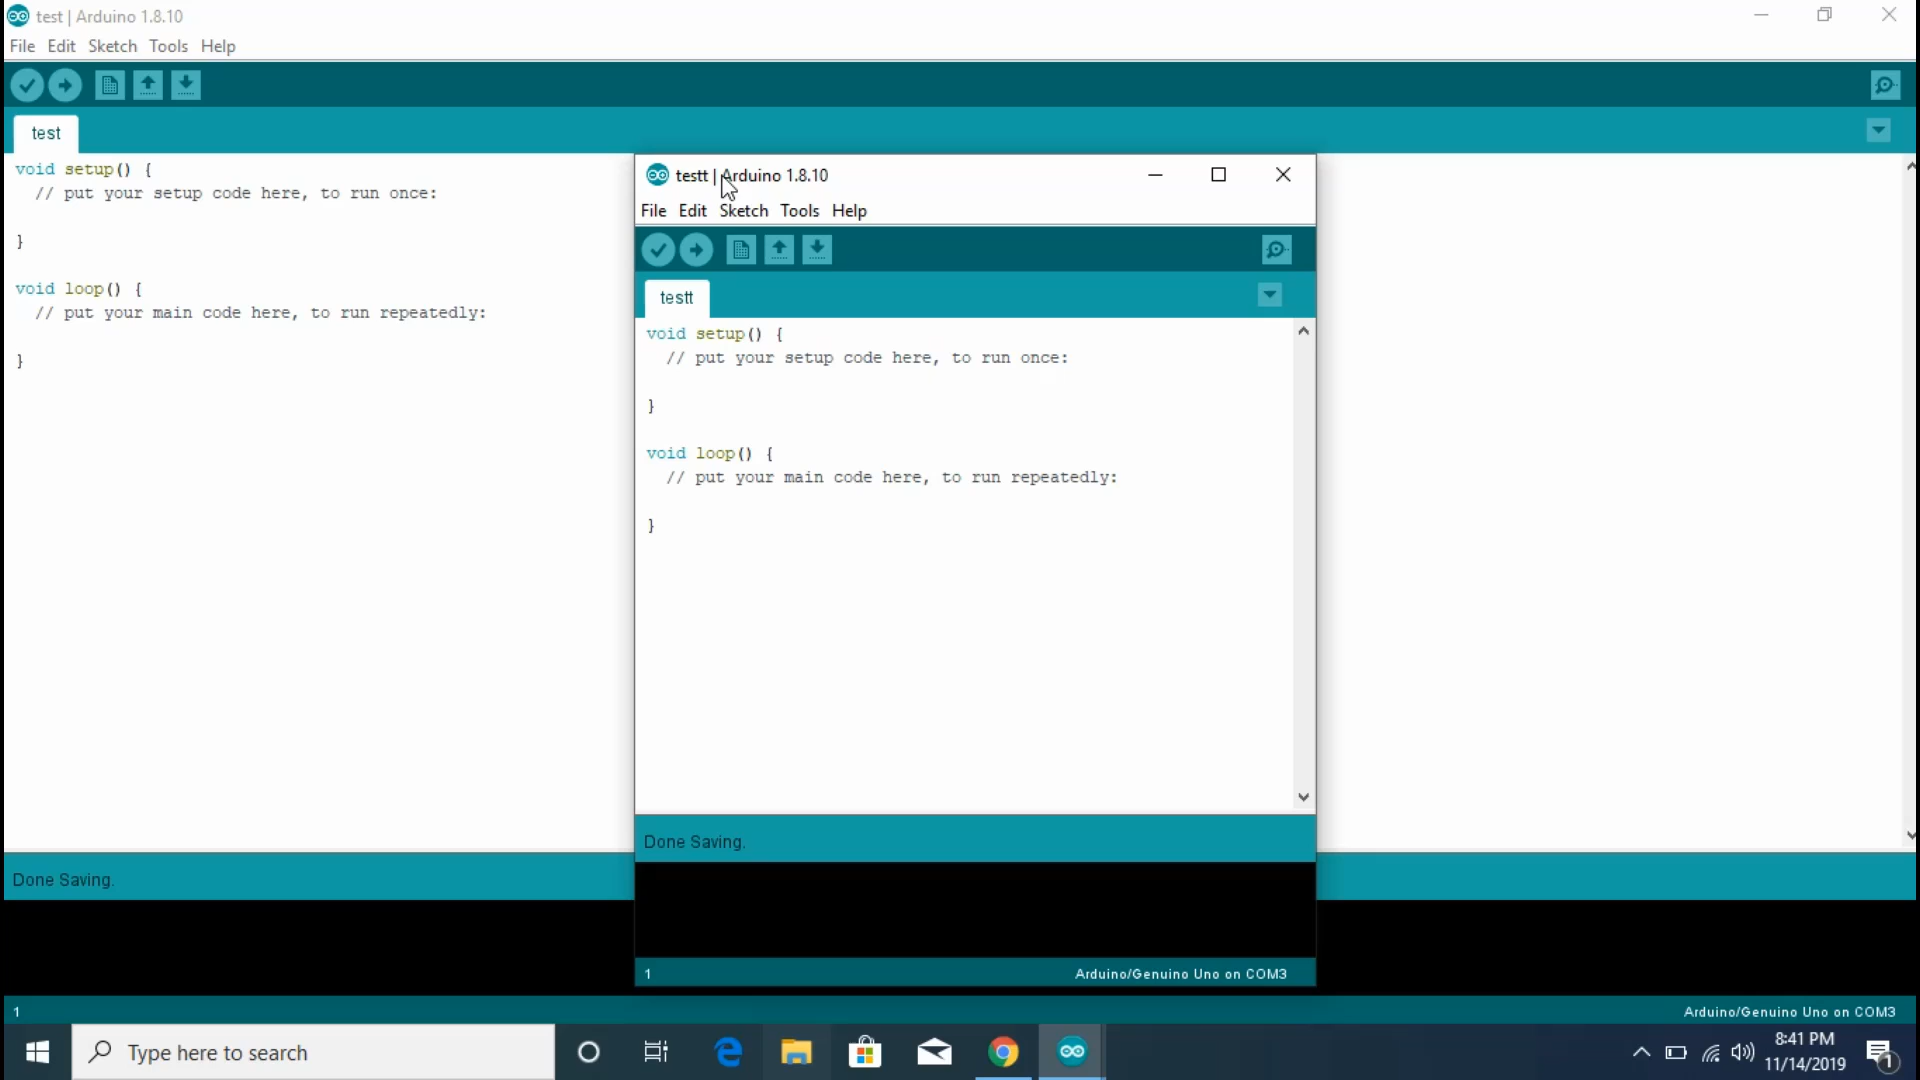 test | Arduino 1.8.10
File Edit Sketch Tools Help
test
void setup() {
  // put your setup code here, to run once:
}
void loop() {
  // put your main code here, to run repeatedly:
}
Done Saving.
1
Arduino/Genuino Uno on COM3
testt | Arduino 1.8.10
File Edit Sketch Tools Help
testt
void setup() {
  // put your setup code here, to run once:
}
void loop() {
  // put your main code here, to run repeatedly:
}
Done Saving.
1
Arduino/Genuino Uno on COM3
Type here to search
8:41 PM
11/14/2019
1